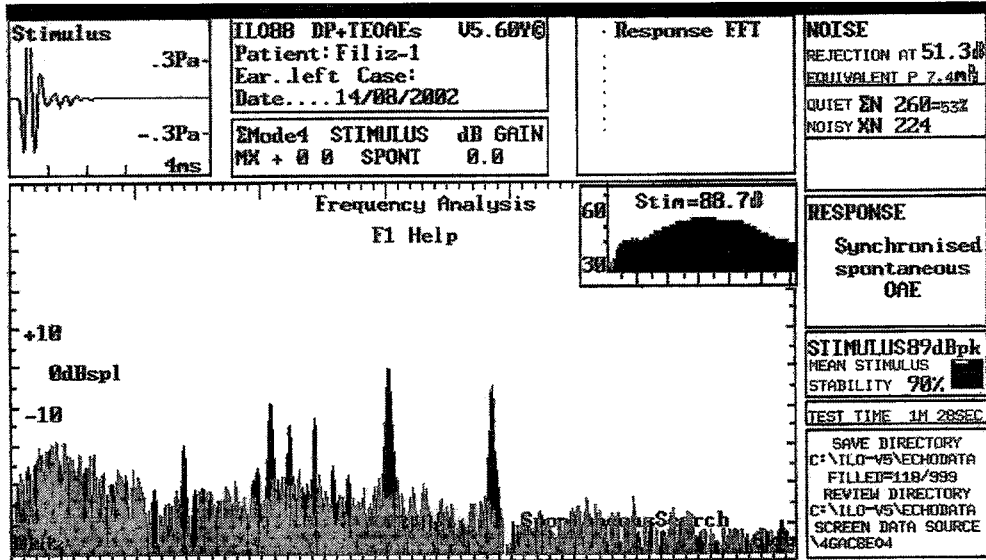 Stimulus
.3Pa
-.3Pa
4ms
ILO88 DP+TEOAEs V5.60Y©
Patient: Filiz-1
Ear..left Case:
Date....14/08/2002
ΣMode4 STIMULUS dB GAIN
MX + 0 0 SPONT 0.0
Response FFT
NOISE
REJECTION AT 51.3dB
EQUIVALENT P 7.4mPa
QUIET ΣN 260=53%
NOISY XN 224
Frequency Analysis
F1 Help
60
Stim=88.7dB
30
RESPONSE
Synchronised
spontaneous
OAE
+10
0dBspl
-10
STIMULUS 89dBpk
MEAN STIMULUS
STABILITY 90%
TEST TIME 1M 28SEC
SAVE DIRECTORY
C:\ILO-V5\ECHODATA
FILLED=118/999
REVIEW DIRECTORY
C:\ILO-V5\ECHODATA
SCREEN DATA SOURCE
\4GACBE04
SpontaneousSearch